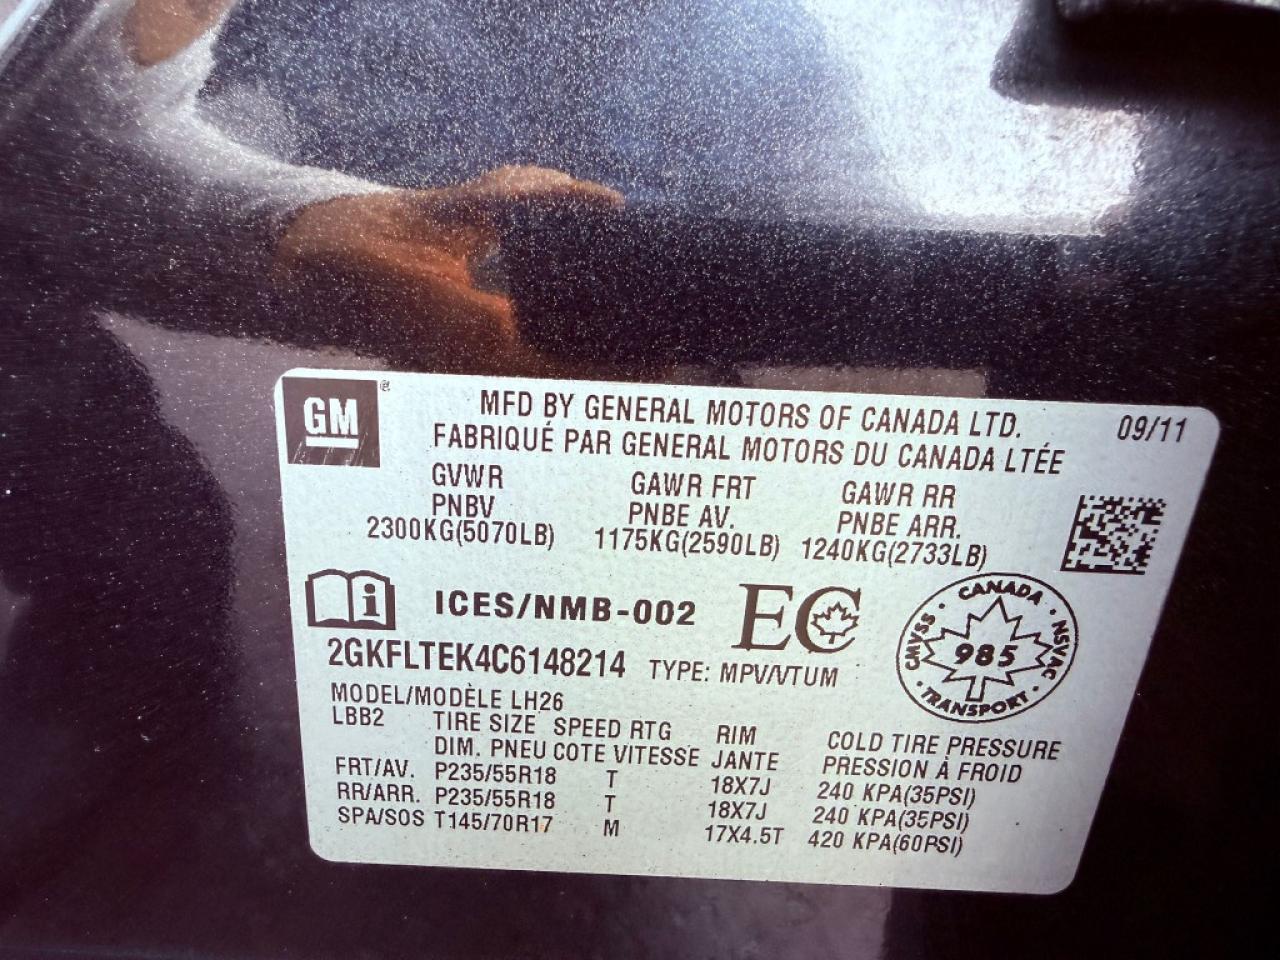 GM®
MFD BY GENERAL MOTORS OF CANADA LTD. 09/11
FABRIQUÉ PAR GENERAL MOTORS DU CANADA LTÉE
GVWR GAWR FRT GAWR RR
PNBV PNBE AV. PNBE ARR.
2300KG(5070LB) 1175KG(2590LB) 1240KG(2733LB)
i ICES/NMB-002 EC
CANADA · NSVAC · TRANSPORT · CMVSS ·
985
2GKFLTEK4C6148214 TYPE: MPV/VTUM
MODEL/MODÈLE LH26
LBB2 TIRE SIZE SPEED RTG RIM COLD TIRE PRESSURE
DIM. PNEU COTE VITESSE JANTE PRESSION À FROID
FRT/AV. P235/55R18 T 18X7J 240 KPA(35PSI)
RR/ARR. P235/55R18 T 18X7J 240 KPA(35PSI)
SPA/SOS T145/70R17 M 17X4.5T 420 KPA(60PSI)